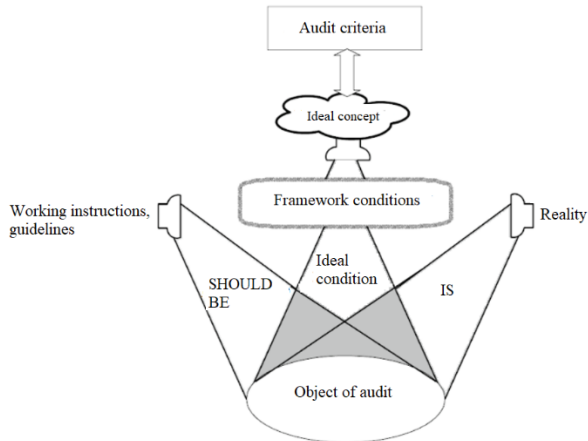 Audit criteria
Ideal concept
Framework conditions
Working instructions,
guidelines
Reality
Ideal
condition
SHOULD
BE
IS
Object of audit